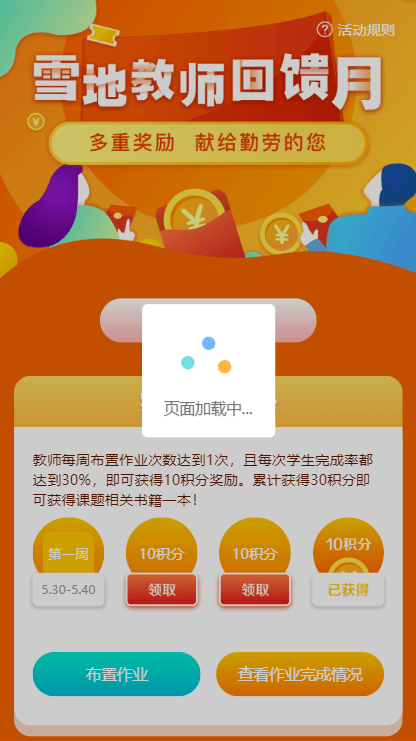 活动规则
雪地教师回馈月
多重奖励 献给勤劳的您
页面加载中...
教师每周布置作业次数达到1次，且每次学生完成率都
达到30%，即可获得10积分奖励。累计获得30积分即
可获得课题相关书籍一本！
第一周 10积分 10积分 10积分
5.30-5.40 领取 领取 已获得
布置作业 查看作业完成情况